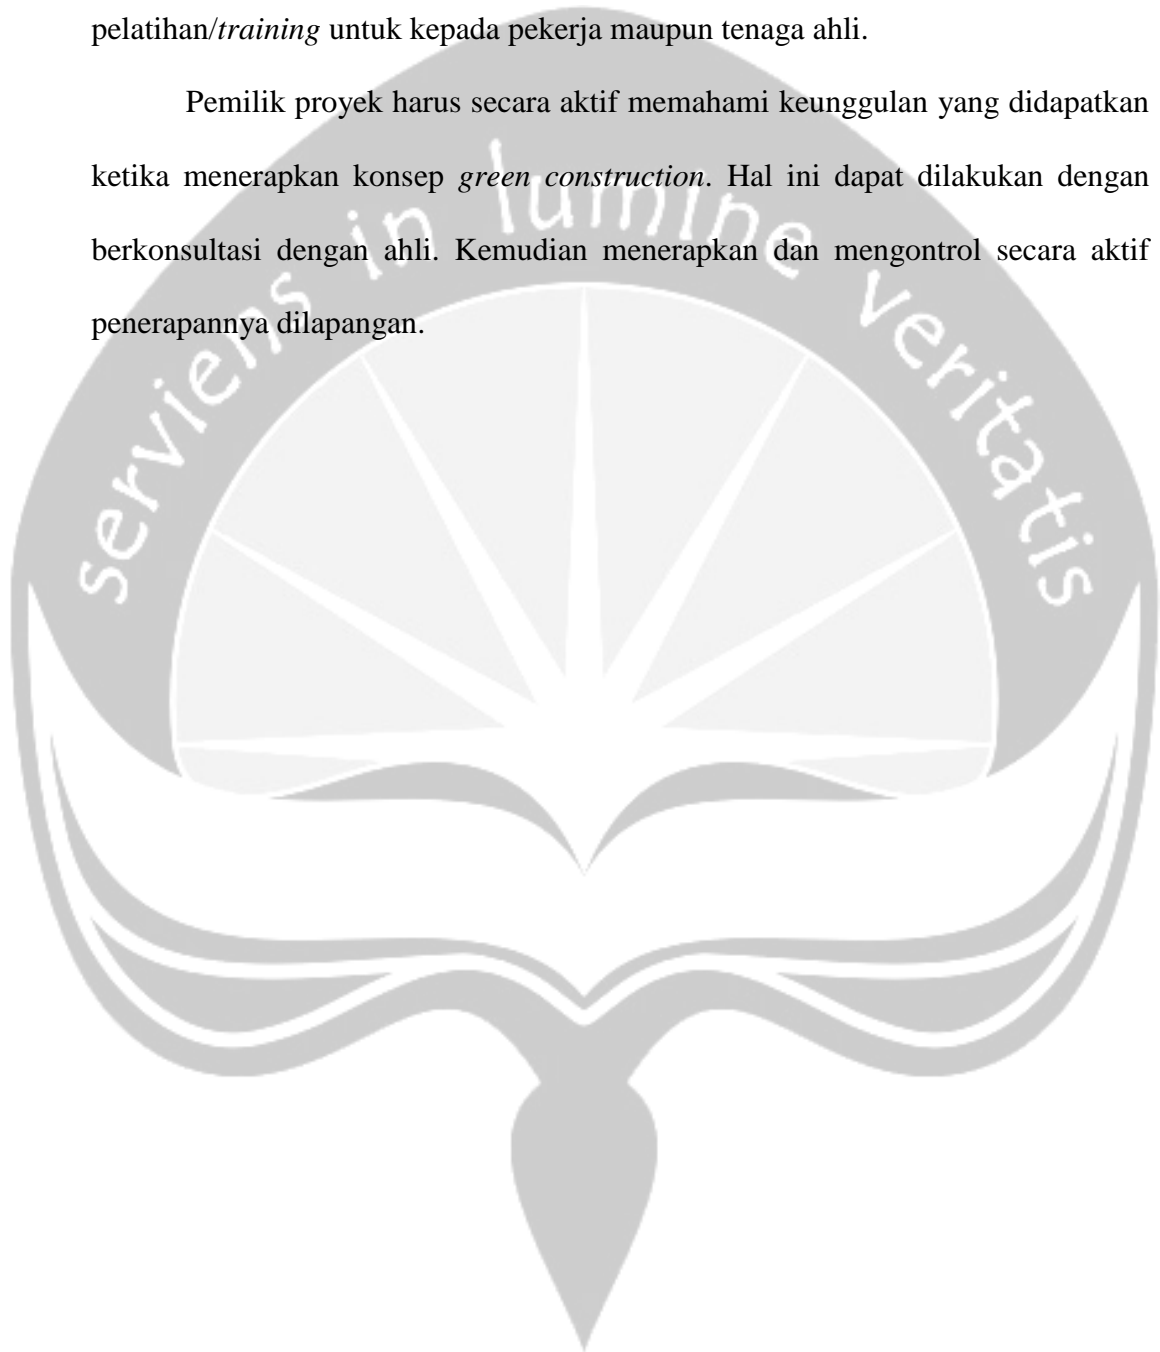 pelatihan/training untuk kepada pekerja maupun tenaga ahli.
Pemilik proyek harus secara aktif memahami keunggulan yang didapatkan
ketika menerapkan konsep green construction. Hal ini dapat dilakukan dengan
berkonsultasi dengan ahli. Kemudian menerapkan dan mengontrol secara aktif
penerapannya dilapangan.
serviens in lumine veritatis